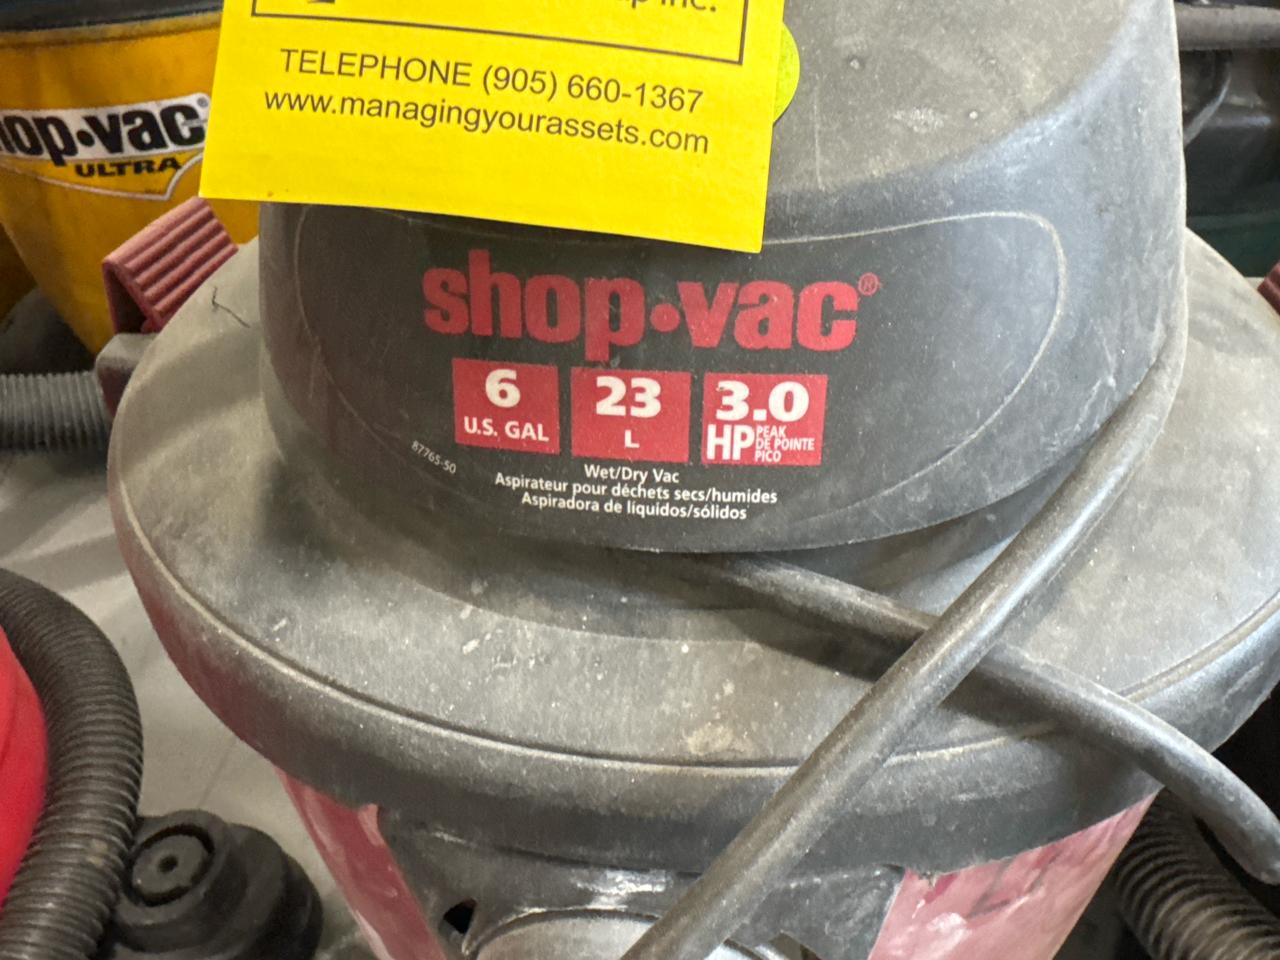 Inc.
TELEPHONE (905) 660-1367
www.managingyourassets.com
shop·vac®
ULTRA
shop·vac®
6
U.S. GAL
23
L
3.0
HP PEAK
DE POINTE
PICO
87765-50
Wet/Dry Vac
Aspirateur pour déchets secs/humides
Aspiradora de líquidos/sólidos